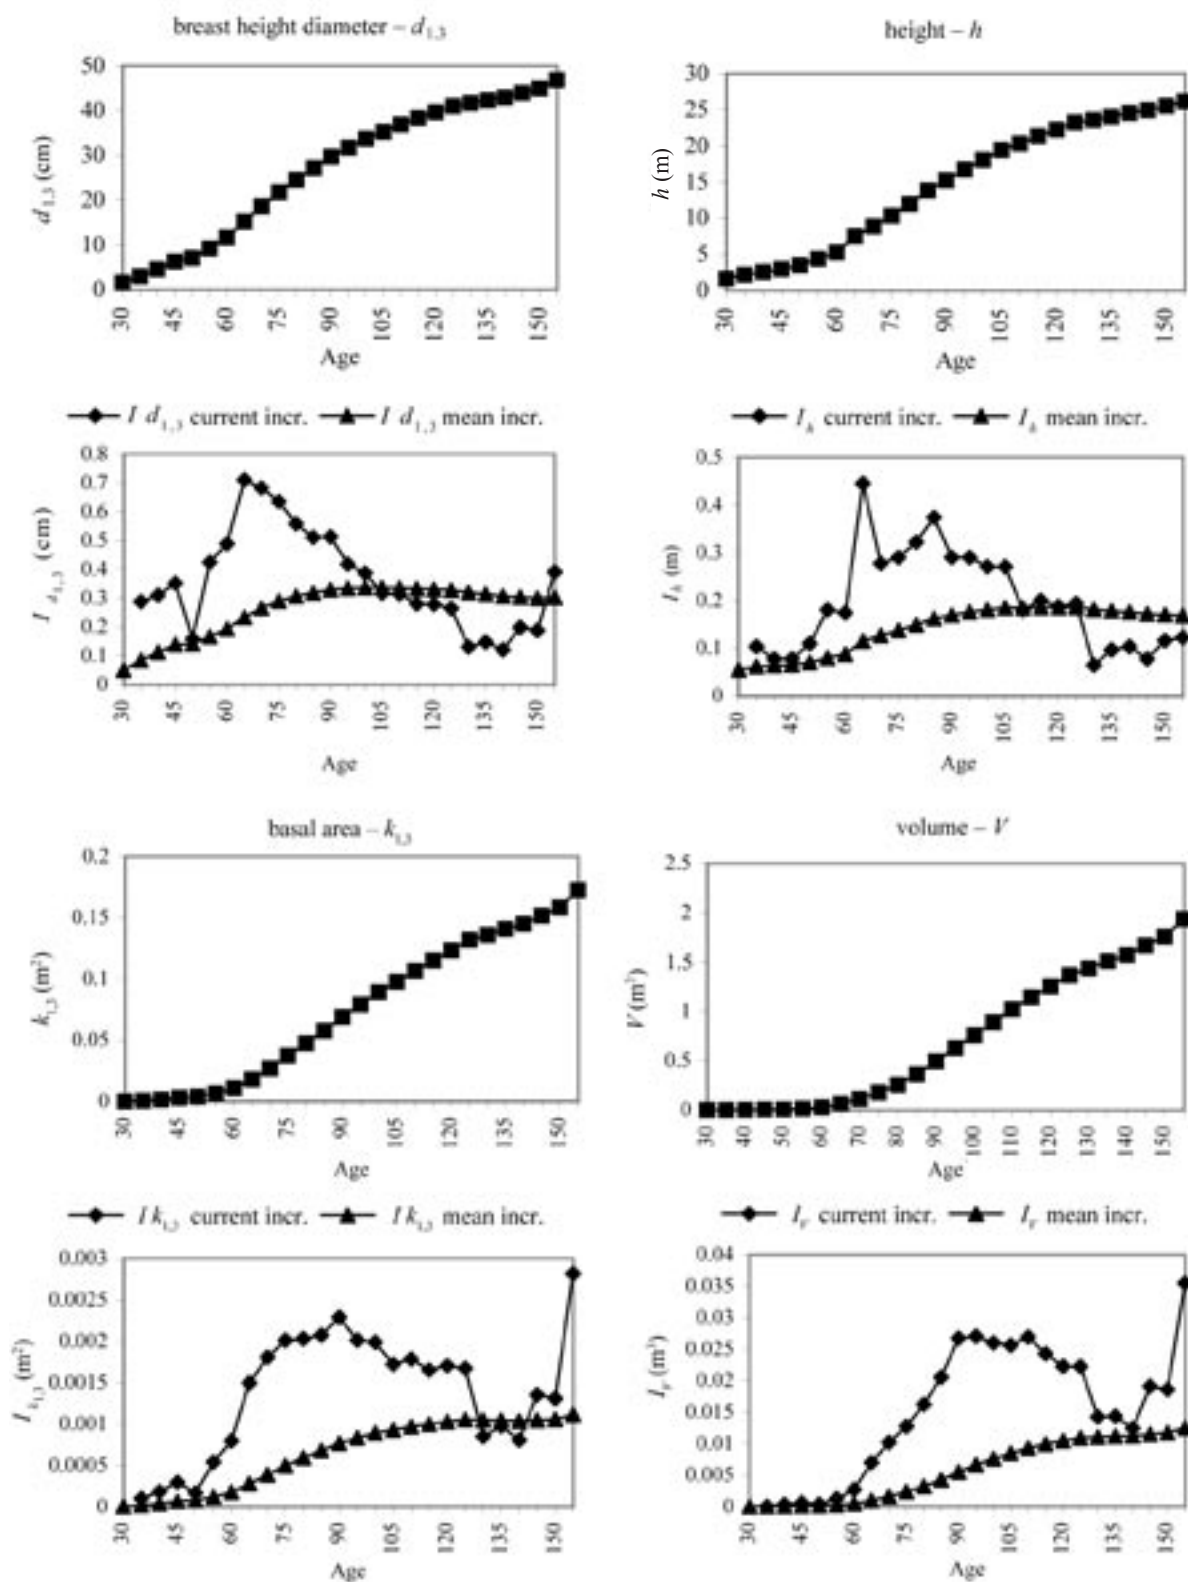 breast height diameter – d1,3
50
40
30
20
10
0
d1,3 (cm)
30 45 60 75 90 105 120 135 150
Age
height – h
30
25
20
15
10
5
0
h (m)
30 45 60 75 90 105 120 135 150
Age
I d1,3 current incr. I d1,3 mean incr.
0.8
0.7
0.6
0.5
0.4
0.3
0.2
0.1
0
I d1,3 (cm)
30 45 60 75 90 105 120 135 150
Age
Ih current incr. Ih mean incr.
0.5
0.4
0.3
0.2
0.1
0
Ih (m)
30 45 60 75 90 105 120 135 150
Age
basal area – k1,3
0.2
0.15
0.1
0.05
0
k1,3 (m²)
30 45 60 75 90 105 120 135 150
Age
volume – V
2.5
2
1.5
1
0.5
0
V (m³)
30 40 50 60 70 80 90 100 110 120 130 140 150
Age
I k1,3 current incr. I k1,3 mean incr.
0.003
0.0025
0.002
0.0015
0.001
0.0005
0
I k1,3 (m²)
30 45 60 75 90 105 120 135 150
Age
IV current incr. IV mean incr.
0.04
0.035
0.03
0.025
0.02
0.015
0.01
0.005
0
IV (m³)
30 45 60 75 90 105 120 135 150
Age